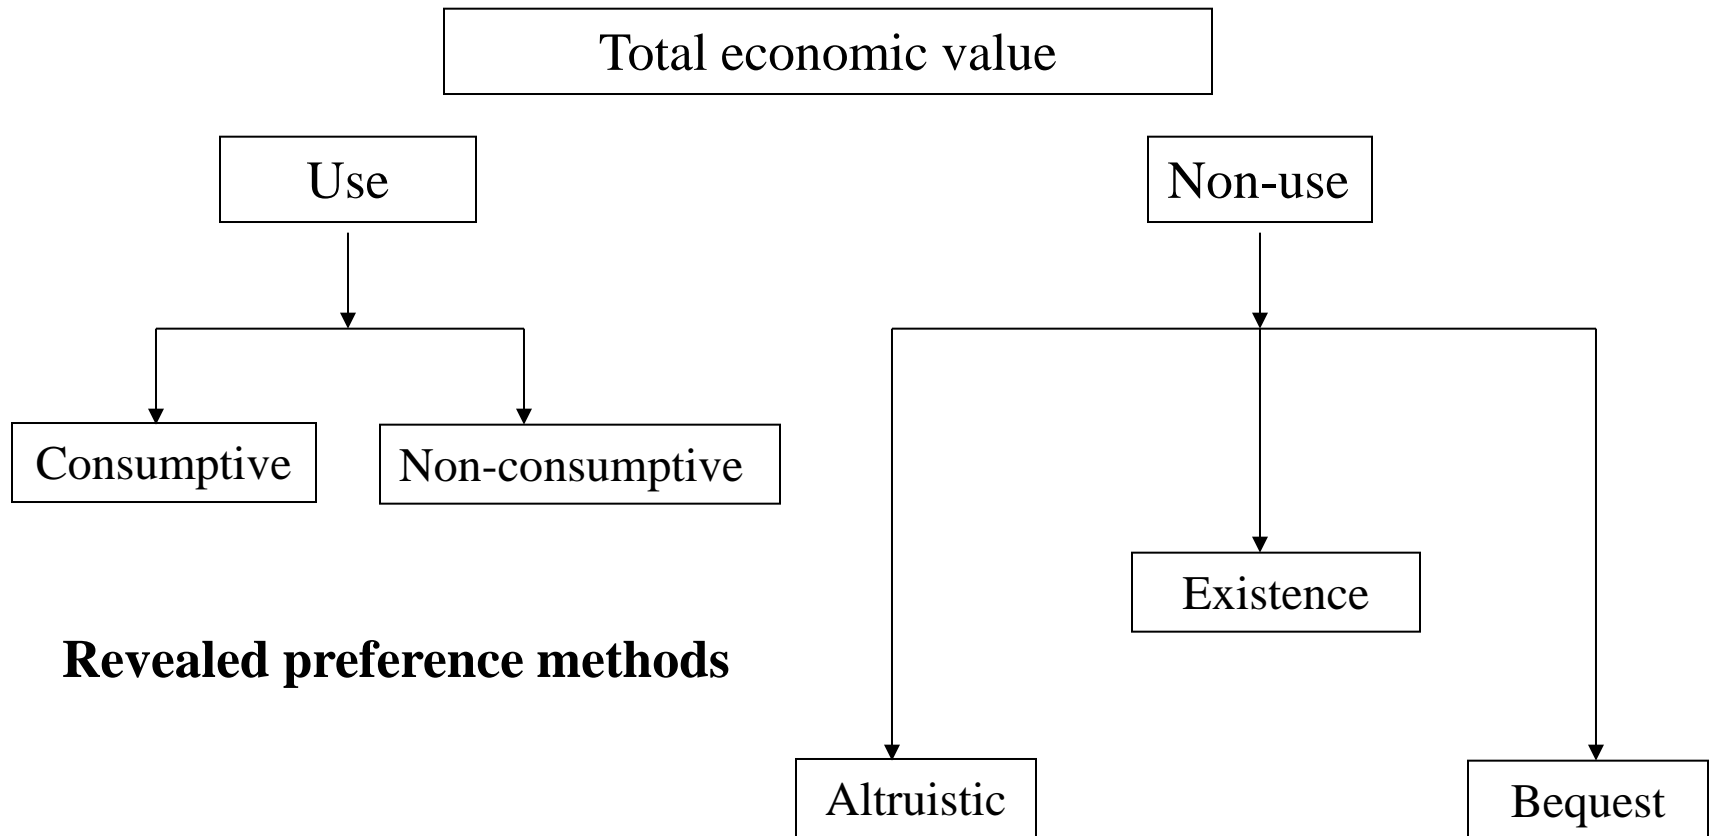 Total economic value
Use
Non-use
Consumptive
Non-consumptive
Existence
Revealed preference methods
Altruistic
Bequest